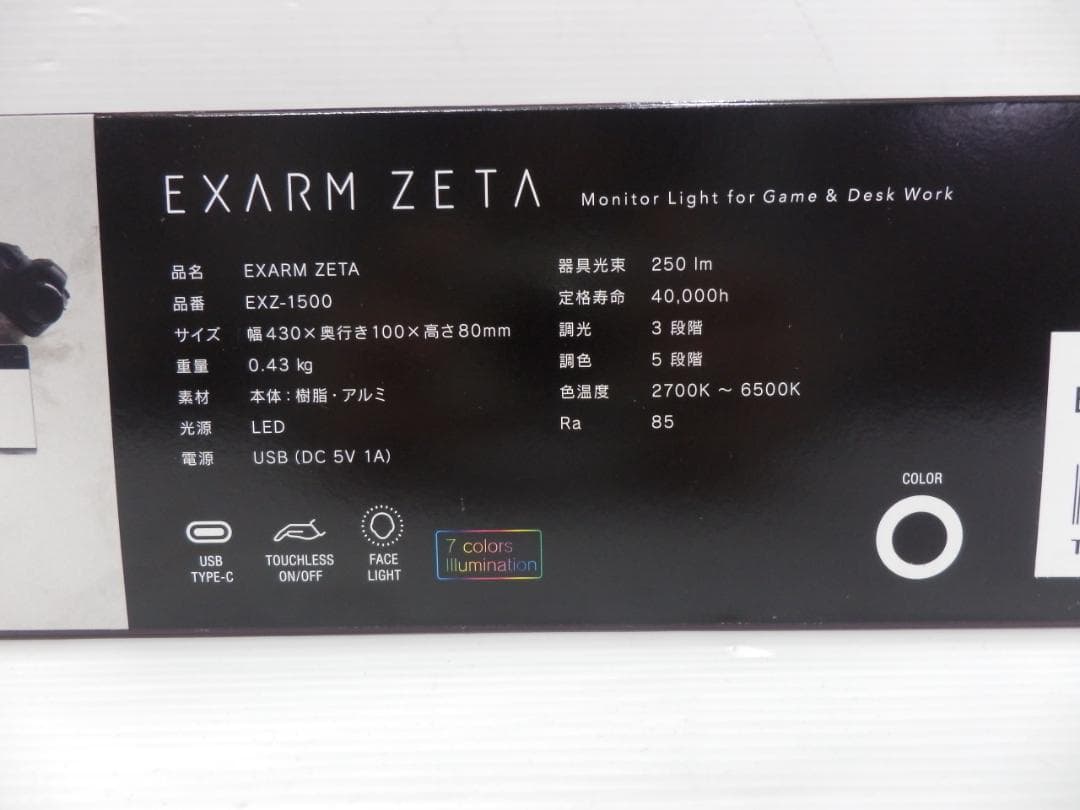 EXARM ZETA
Monitor Light for Game & Desk Work
品名 EXARM ZETA
品番 EXZ-1500
サイズ 幅430×奥行き100×高さ80mm
重量 0.43 kg
素材 本体：樹脂・アルミ
光源 LED
電源 USB (DC 5V 1A)
器具光束 250 lm
定格寿命 40,000h
調光 3 段階
調色 5 段階
色温度 2700K ～ 6500K
Ra 85
USB
TYPE-C
TOUCHLESS
ON/OFF
FACE
LIGHT
7 colors
Illumination
COLOR